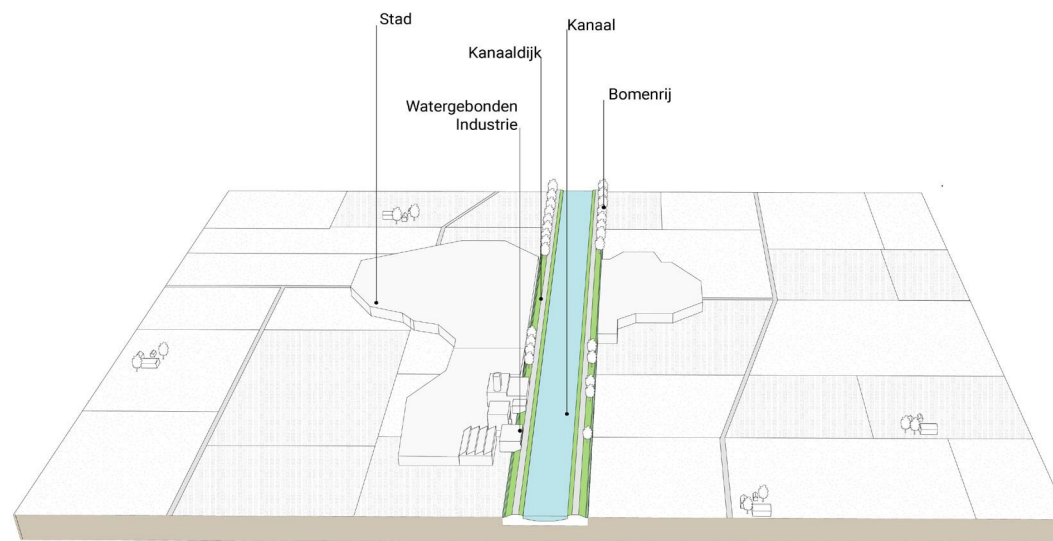 Stad
Kanaal
Kanaaldijk
Bomenrij
Watergebonden
Industrie